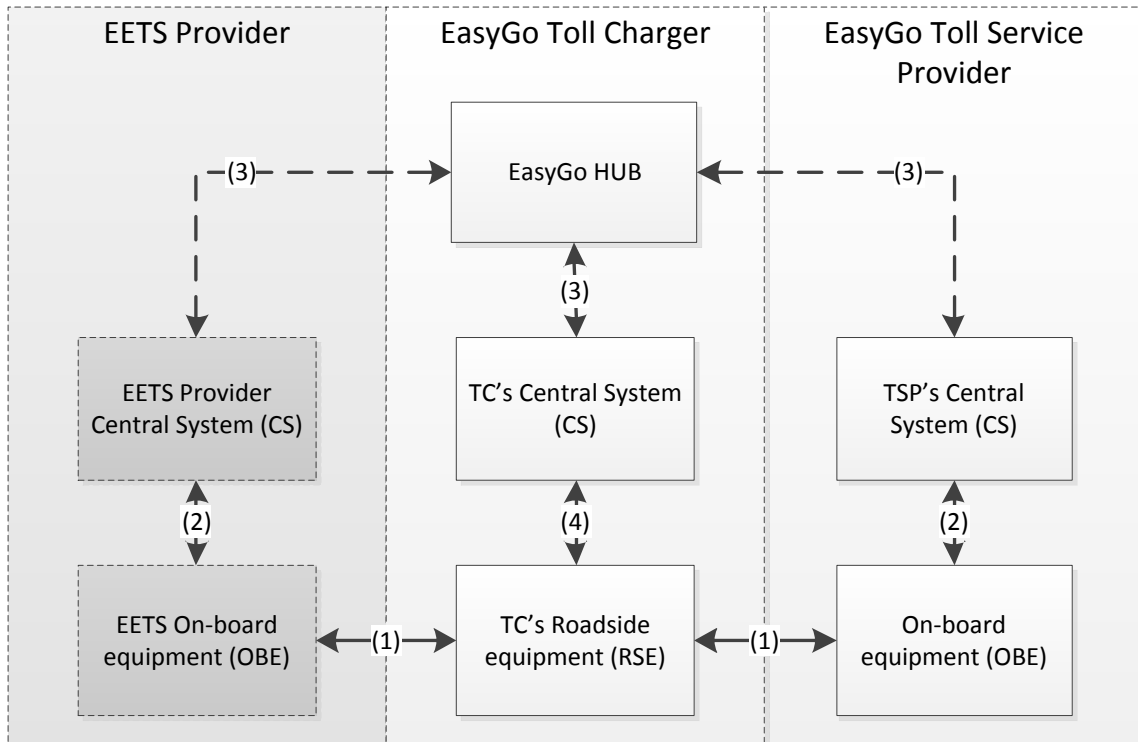 EETS Provider
EasyGo Toll Charger
EasyGo Toll Service
Provider
EasyGo HUB
(3)
(3)
(3)
EETS Provider
Central System (CS)
TC’s Central System
(CS)
TSP’s Central
System (CS)
(2)
(4)
(2)
EETS On-board
equipment (OBE)
(1)
TC’s Roadside
equipment (RSE)
(1)
On-board
equipment (OBE)